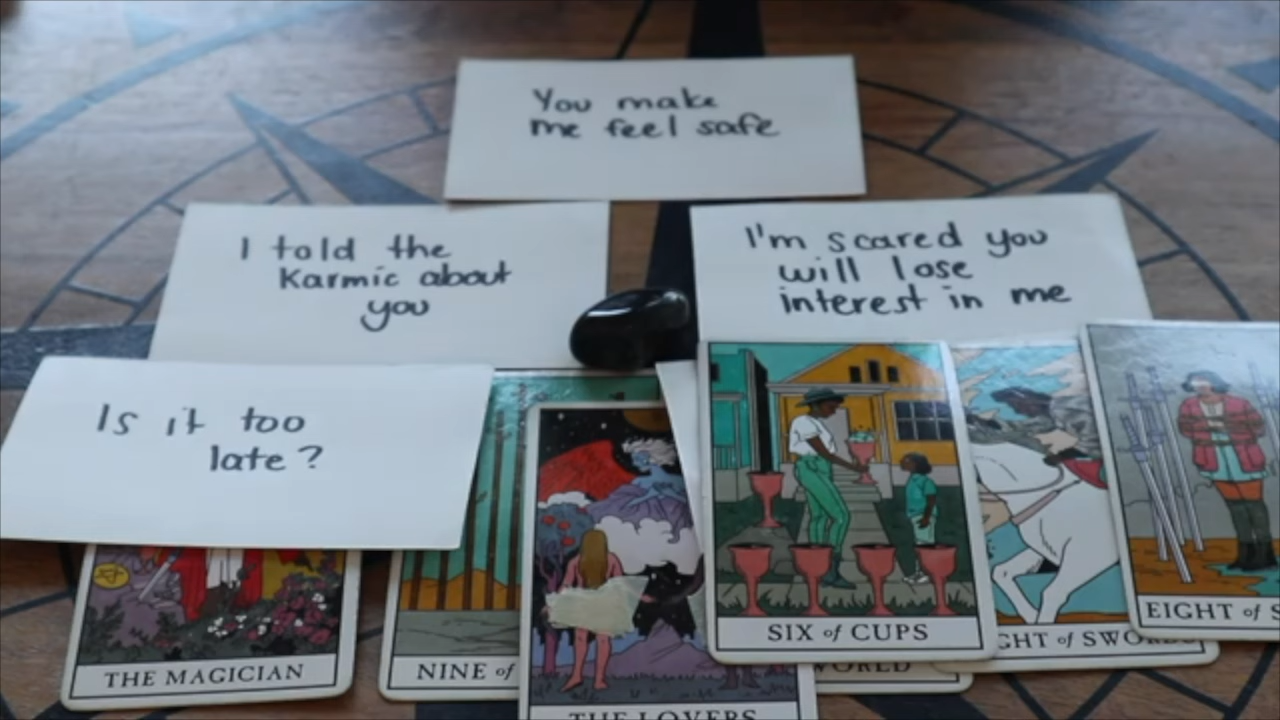 You make
me feel safe
I told the
Karmic about
you
I'm scared you
will lose
interest in me
Is it too
late?
THE MAGICIAN
NINE of
THE LOVERS
SIX of CUPS
WORLD
GHT of SWORDS
EIGHT of S